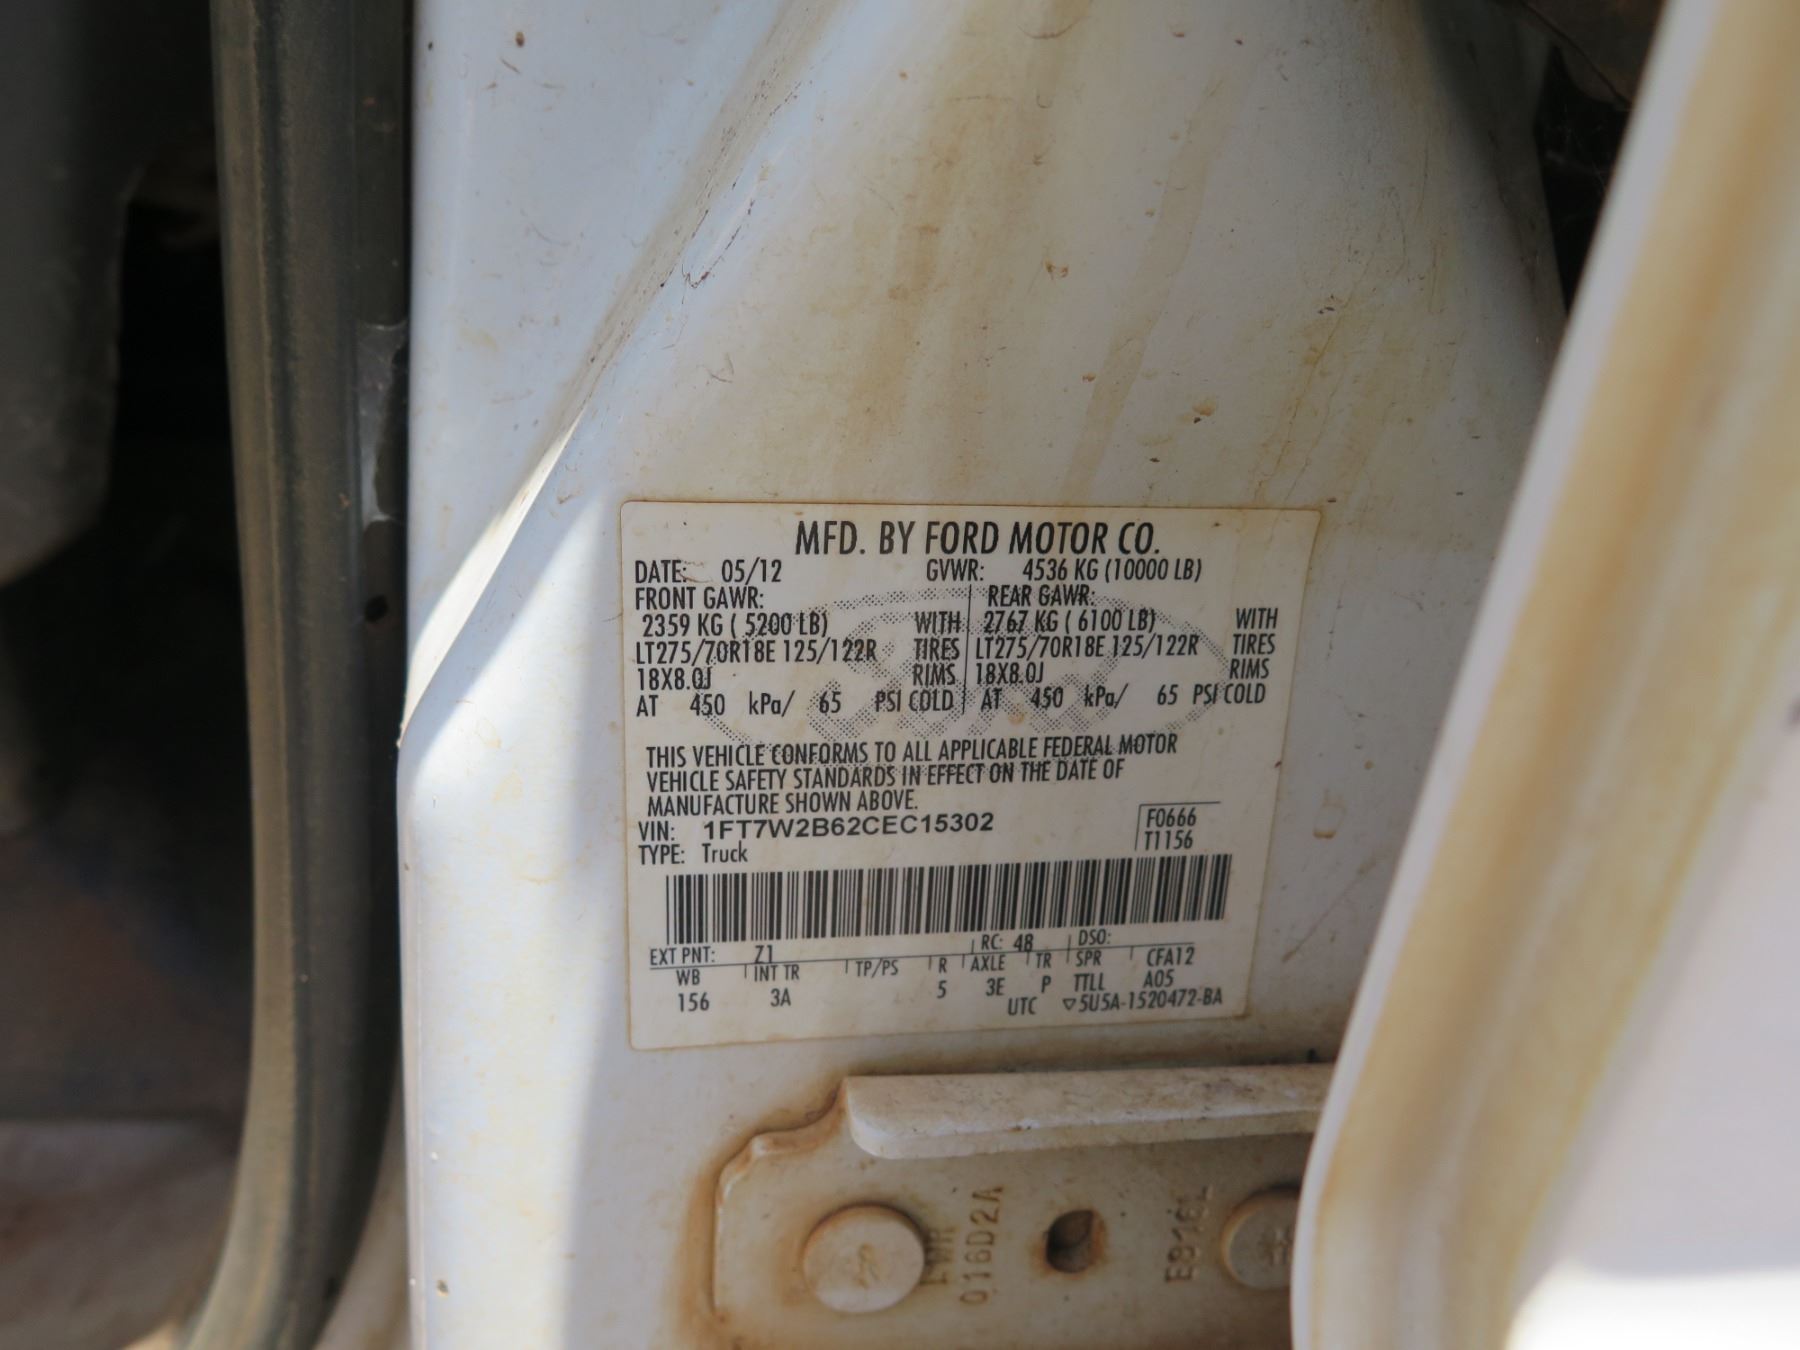 MFD. BY FORD MOTOR CO.
DATE: 05/12 GVWR: 4536 KG (10000 LB)
FRONT GAWR: REAR GAWR:
2359 KG ( 5200 LB) WITH 2767 KG ( 6100 LB) WITH
LT275/70R18E 125/122R TIRES LT275/70R18E 125/122R TIRES
18X8.0J RIMS 18X8.0J RIMS
AT 450 kPa/ 65 PSI COLD AT 450 kPa/ 65 PSI COLD
THIS VEHICLE CONFORMS TO ALL APPLICABLE FEDERAL MOTOR
VEHICLE SAFETY STANDARDS IN EFFECT ON THE DATE OF
MANUFACTURE SHOWN ABOVE.
VIN: 1FT7W2B62CEC15302 F0666
TYPE: Truck T1156
EXT PNT: Z1 RC: 48 DSO:
WB INT TR TP/PS R AXLE TR SPR CFA12
156 3A 5 3E P TTLL A05
UTC ▽5U5A-1520472-BA
LWR
016D2A